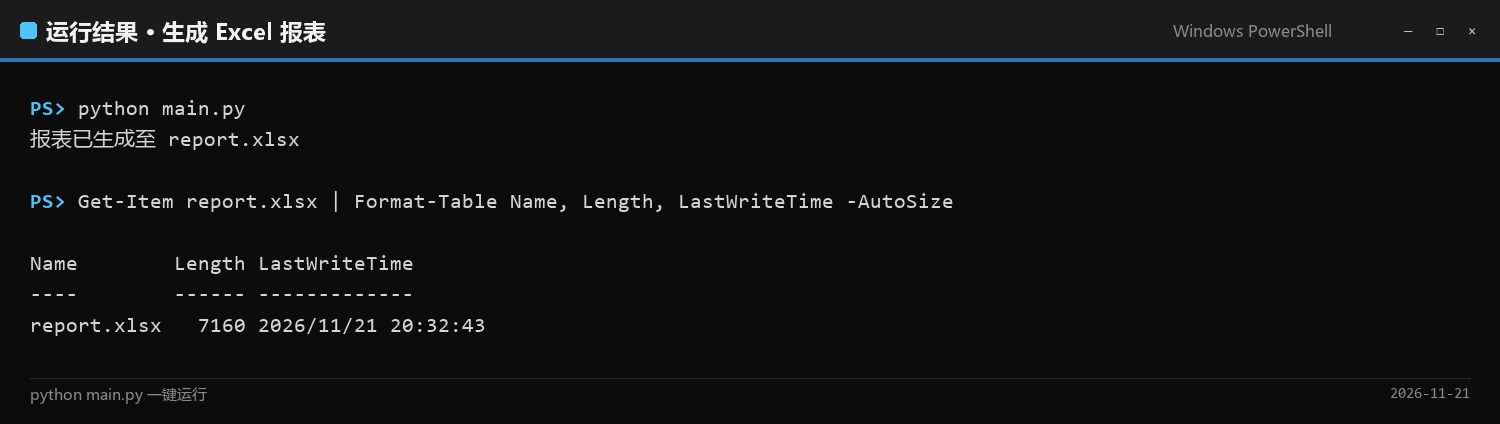 运行结果 • 生成 Excel 报表
Windows PowerShell
PS> python main.py
报表已生成至 report.xlsx
PS> Get-Item report.xlsx | Format-Table Name, Length, LastWriteTime -AutoSize
Name        Length LastWriteTime
----        ------ -------------
report.xlsx   7160 2026/11/21 20:32:43
python main.py 一键运行
2026-11-21